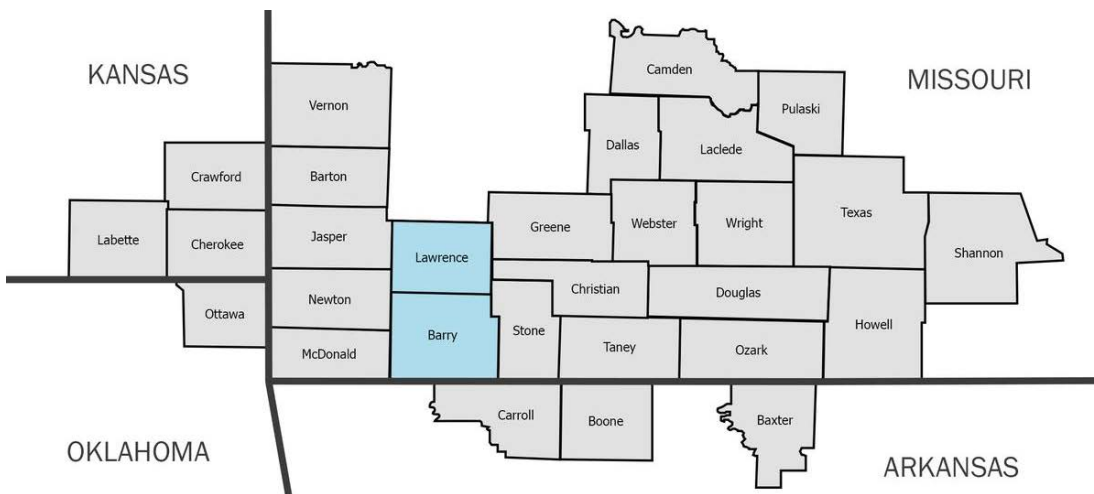 KANSAS
MISSOURI
Camden
Vernon
Pulaski
Dallas
Laclede
Crawford
Barton
Texas
Labette
Cherokee
Jasper
Lawrence
Greene
Webster
Wright
Shannon
Ottawa
Newton
Christian
Douglas
Howell
McDonald
Barry
Stone
Taney
Ozark
Carroll
Boone
Baxter
OKLAHOMA
ARKANSAS